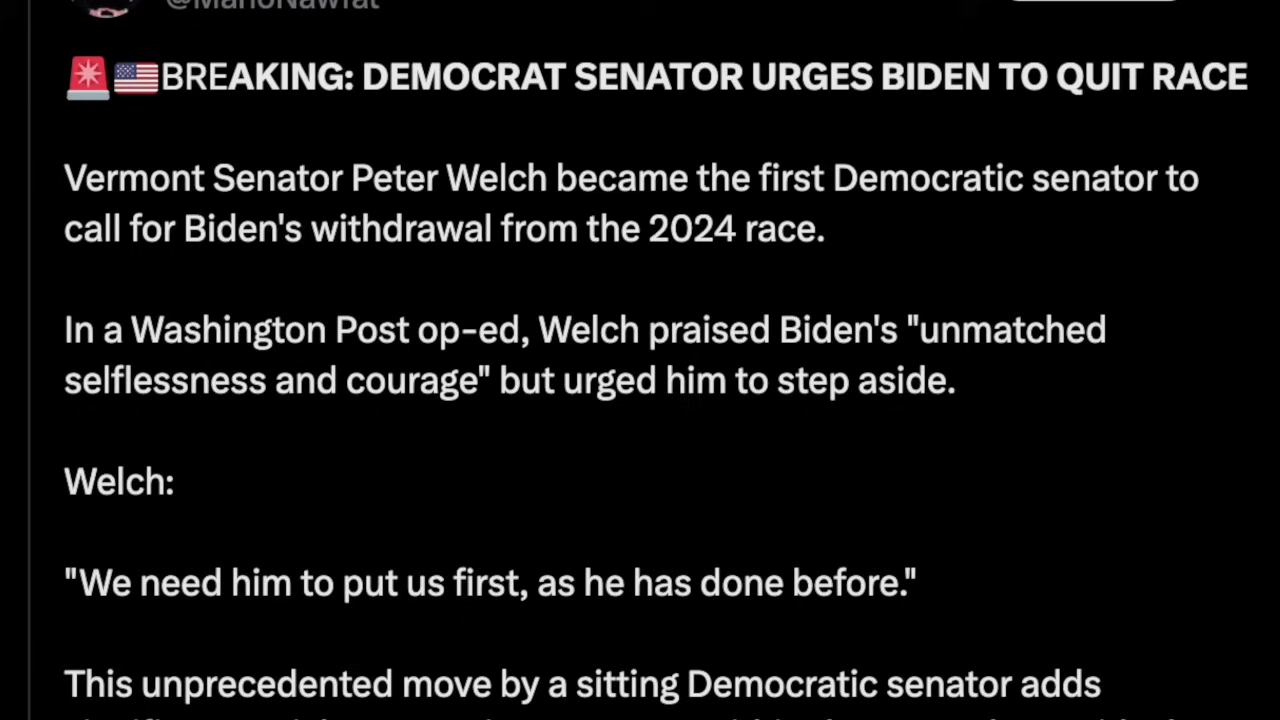 @MarioNawfal
🚨🇺🇸BREAKING: DEMOCRAT SENATOR URGES BIDEN TO QUIT RACE
Vermont Senator Peter Welch became the first Democratic senator to
call for Biden's withdrawal from the 2024 race.
In a Washington Post op-ed, Welch praised Biden's "unmatched
selflessness and courage" but urged him to step aside.
Welch:
"We need him to put us first, as he has done before."
This unprecedented move by a sitting Democratic senator adds